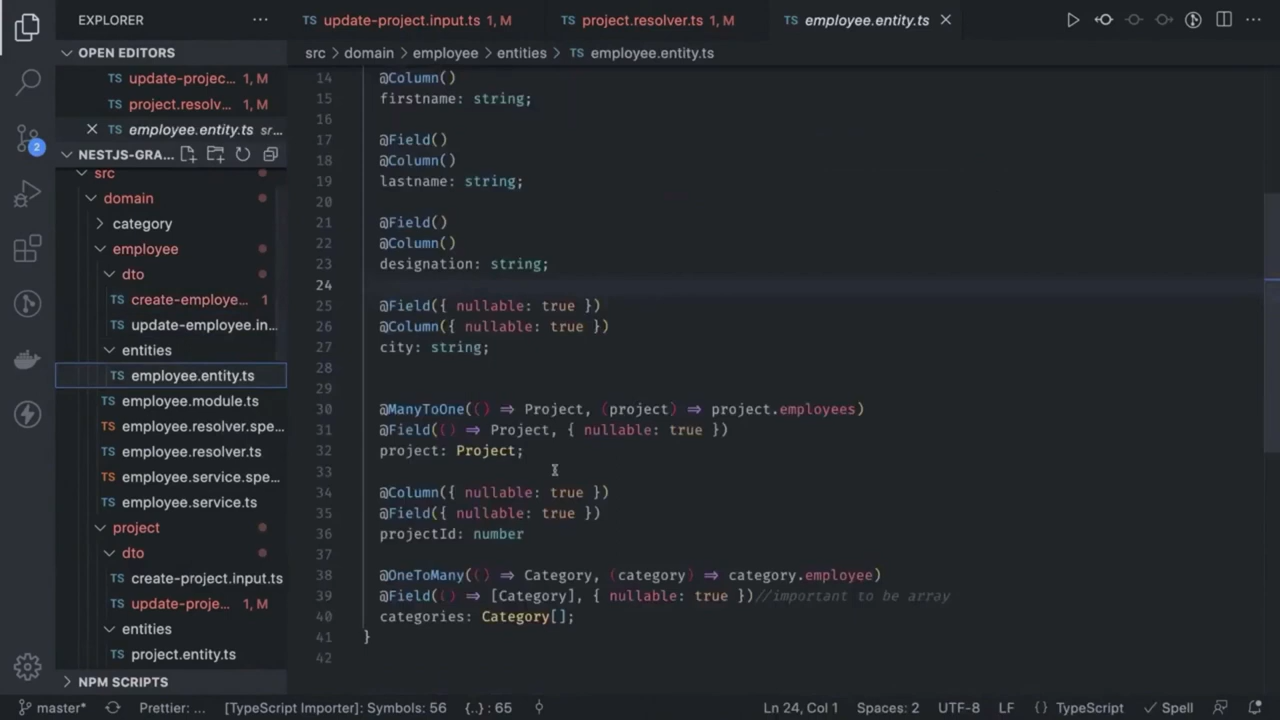 EXPLORER
OPEN EDITORS
TS update-projec... 1, M
TS project.resolv... 1, M
TS employee.entity.ts sr...
NESTJS-GRA...
src
domain
category
employee
dto
create-employe... 1
TS update-employee.in...
entities
TS employee.entity.ts
TS employee.module.ts
TS employee.resolver.spe...
TS employee.resolver.ts
TS employee.service.spe...
TS employee.service.ts
project
dto
TS create-project.input.ts
TS update-proje... 1, M
entities
TS project.entity.ts
NPM SCRIPTS
2
TS update-project.input.ts 1, M
TS project.resolver.ts 1, M
TS employee.entity.ts
src > domain > employee > entities > TS employee.entity.ts
14 @Column()
15 firstname: string;
16
17 @Field()
18 @Column()
19 lastname: string;
20
21 @Field()
22 @Column()
23 designation: string;
24
25 @Field({ nullable: true })
26 @Column({ nullable: true })
27 city: string;
28
29
30 @ManyToOne(() => Project, (project) => project.employees)
31 @Field(() => Project, { nullable: true })
32 project: Project;
33
34 @Column({ nullable: true })
35 @Field({ nullable: true })
36 projectId: number
37
38 @OneToMany(() => Category, (category) => category.employee)
39 @Field(() => [Category], { nullable: true })//important to be array
40 categories: Category[];
41 }
42
master* Prettier: ... [TypeScript Importer]: Symbols: 56 {..} : 65 Ln 24, Col 1 Spaces: 2 UTF-8 LF {} TypeScript Spell